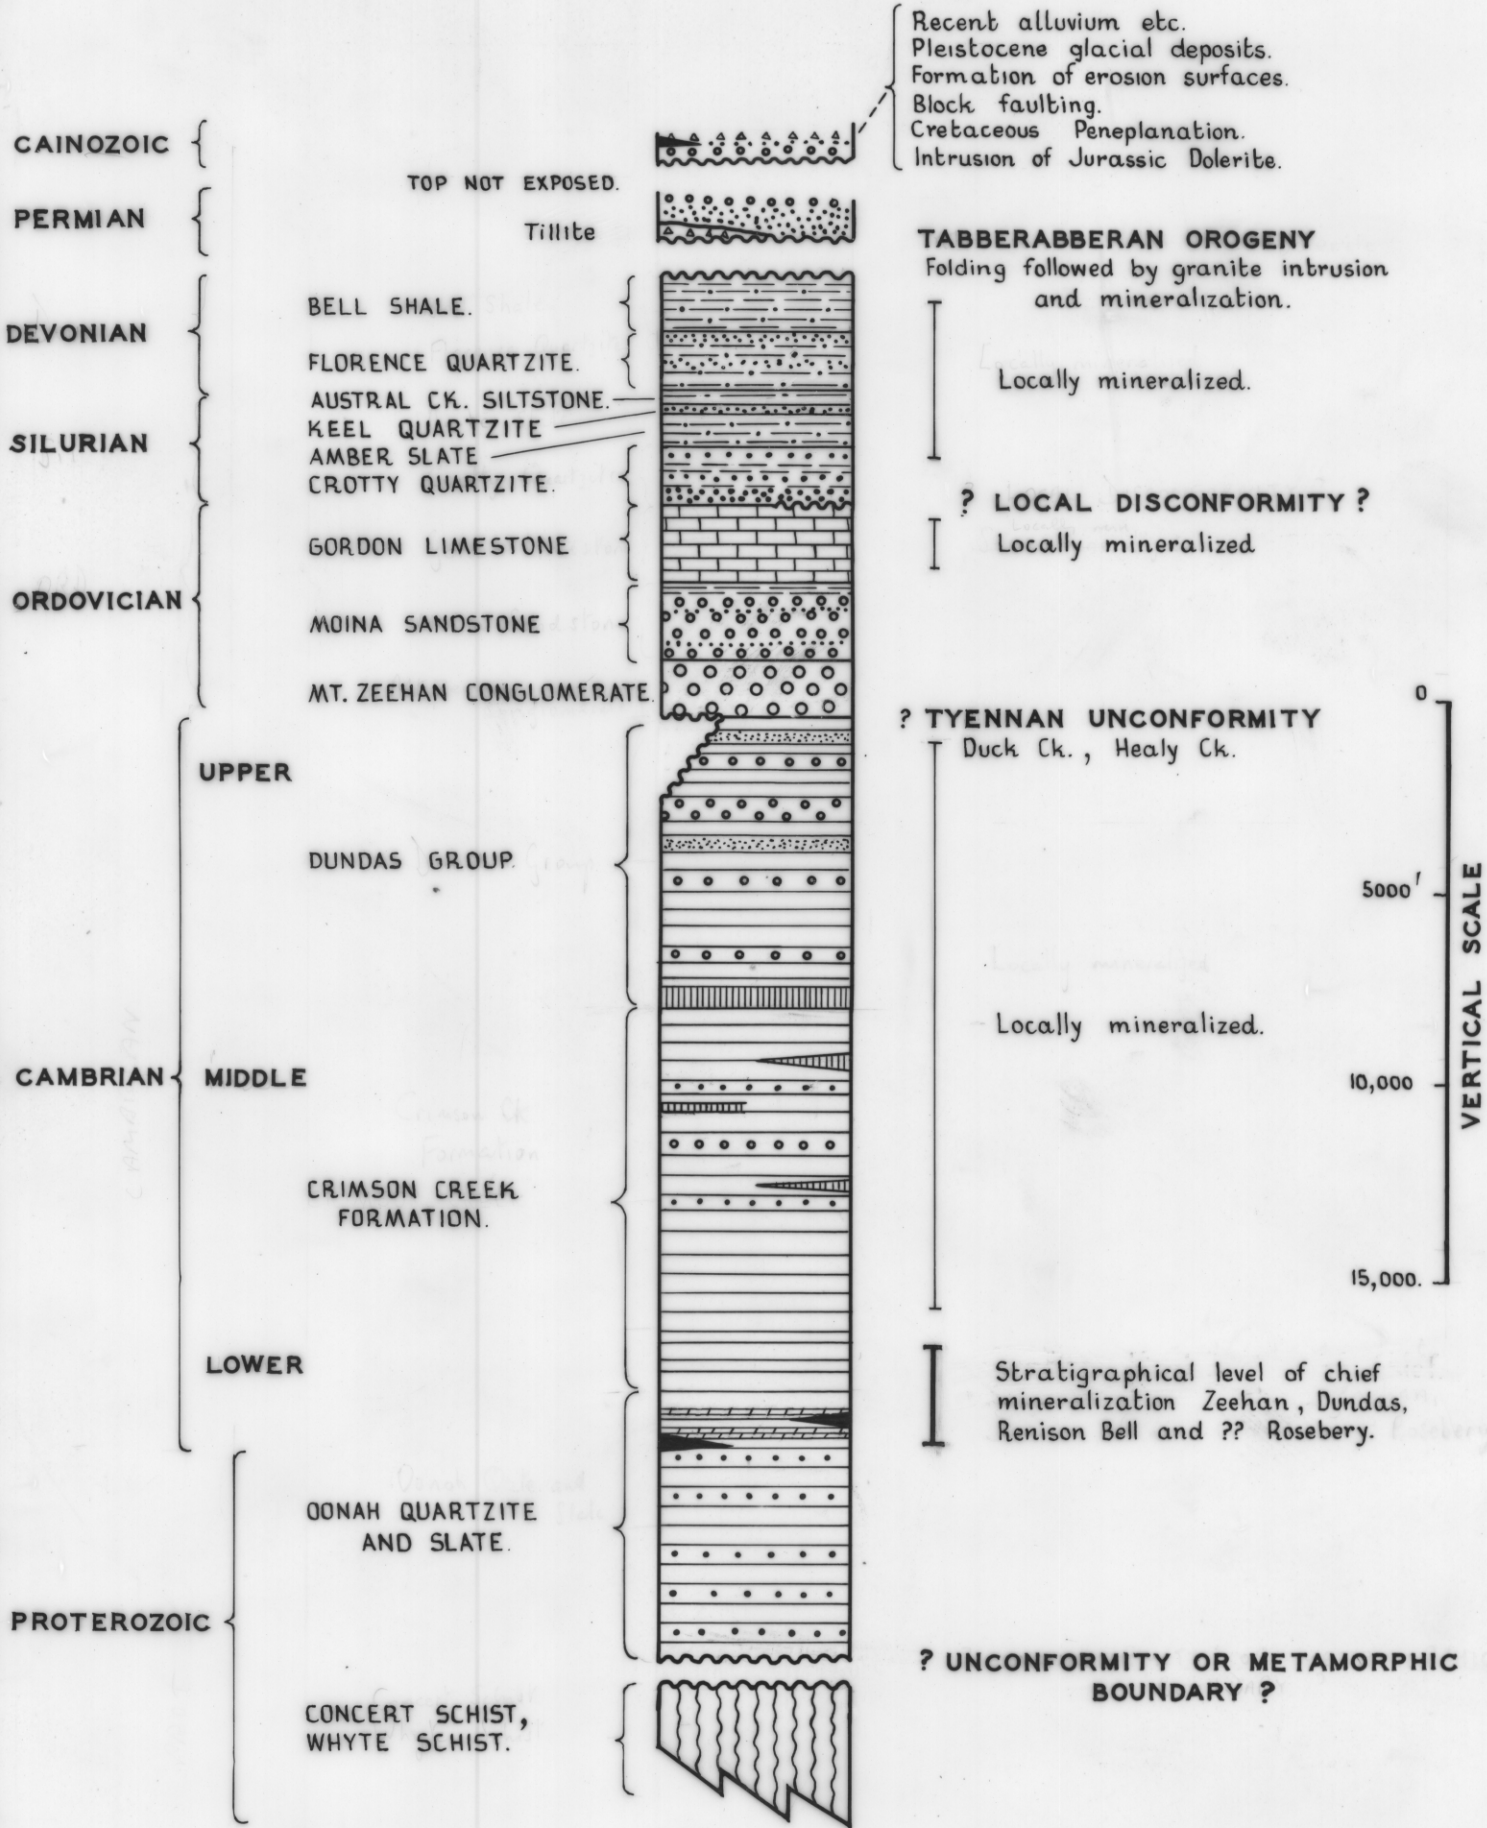 Recent alluvium etc.
Pleistocene glacial deposits.
Formation of erosion surfaces.
Block faulting.
Cretaceous Peneplanation.
Intrusion of Jurassic Dolerite.
CAINOZOIC
TOP NOT EXPOSED.
PERMIAN
Tillite
TABBERABBERAN OROGENY
Folding followed by granite intrusion
and mineralization.
DEVONIAN
BELL SHALE.
FLORENCE QUARTZITE.
Locally mineralized.
AUSTRAL CK. SILTSTONE.
SILURIAN
KEEL QUARTZITE
AMBER SLATE
CROTTY QUARTZITE.
? LOCAL DISCONFORMITY ?
GORDON LIMESTONE
Locally mineralized
ORDOVICIAN
MOINA SANDSTONE
MT. ZEEHAN CONGLOMERATE.
? TYENNAN UNCONFORMITY
Duck Ck., Healy Ck.
UPPER
DUNDAS GROUP.
Locally mineralized.
CAMBRIAN
MIDDLE
CRIMSON CREEK
FORMATION.
LOWER
Stratigraphical level of chief
mineralization Zeehan, Dundas,
Renison Bell and ?? Rosebery.
OONAH QUARTZITE
AND SLATE.
PROTEROZOIC
? UNCONFORMITY OR METAMORPHIC
BOUNDARY ?
CONCERT SCHIST,
WHYTE SCHIST.
0
5000'
10,000
15,000.
VERTICAL SCALE